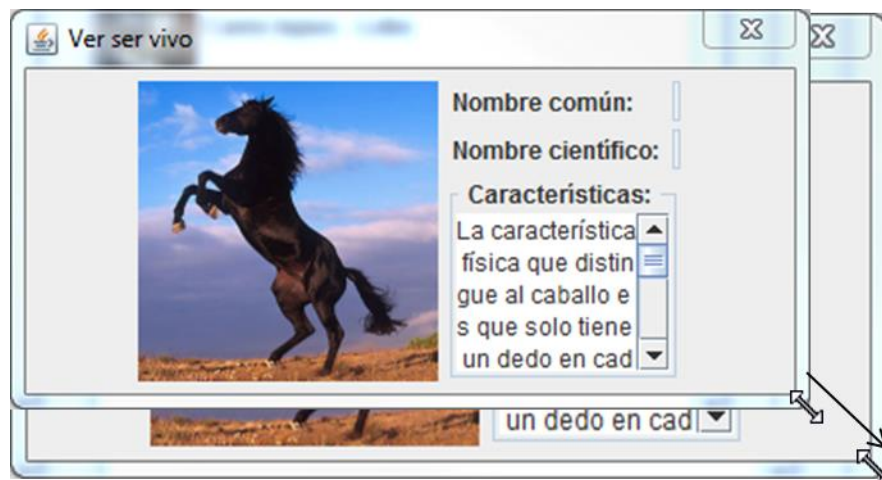 Ver ser vivo
Nombre común:
Nombre científico:
Características:
La característica
física que distin
gue al caballo e
s que solo tiene
un dedo en cad
un dedo en cad